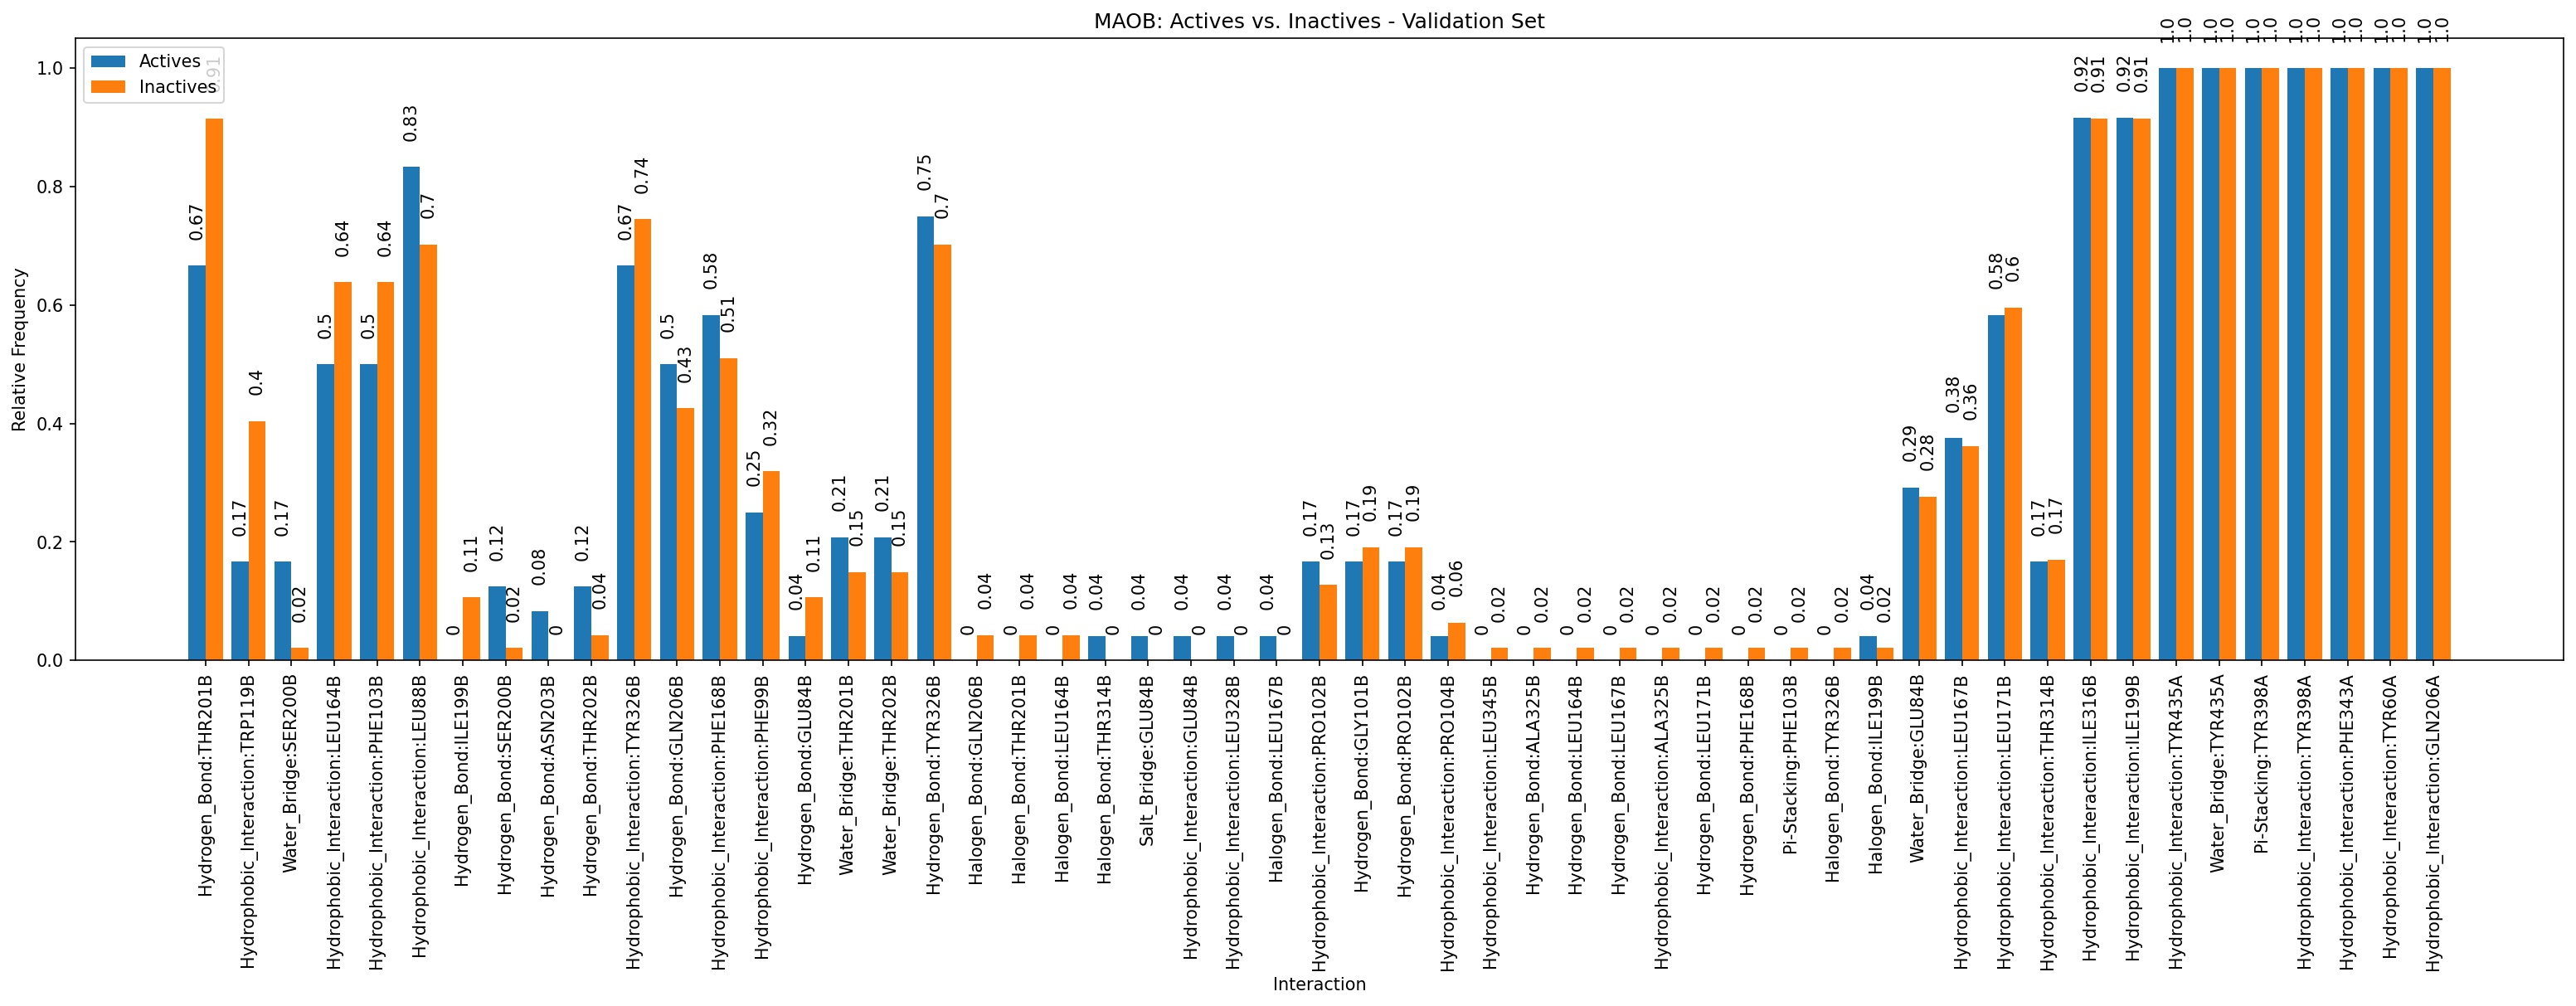 MAOB: Actives vs. Inactives - Validation Set
Actives
Inactives
Relative Frequency
1.0
0.8
0.6
0.4
0.2
0.0
0.67
0.91
0.17
0.4
0.17
0.02
0.5
0.64
0.5
0.64
0.83
0.7
0
0.11
0.12
0.02
0.08
0
0.12
0.04
0.67
0.74
0.5
0.43
0.58
0.51
0.25
0.32
0.04
0.11
0.21
0.15
0.21
0.15
0.75
0.7
0
0.04
0
0.04
0
0.04
0.04
0
0.04
0
0.04
0
0.04
0
0.04
0
0.17
0.13
0.17
0.19
0.17
0.19
0.04
0.06
0
0.02
0
0.02
0
0.02
0
0.02
0
0.02
0
0.02
0
0.02
0
0.02
0
0.02
0.04
0.02
0.29
0.28
0.38
0.36
0.58
0.6
0.17
0.17
0.92
0.91
0.92
0.91
1.0
1.0
1.0
1.0
1.0
1.0
1.0
1.0
1.0
1.0
1.0
1.0
1.0
1.0
Hydrogen_Bond:THR201B
Hydrophobic_Interaction:TRP119B
Water_Bridge:SER200B
Hydrophobic_Interaction:LEU164B
Hydrophobic_Interaction:PHE103B
Hydrophobic_Interaction:LEU88B
Hydrogen_Bond:ILE199B
Hydrogen_Bond:SER200B
Hydrogen_Bond:ASN203B
Hydrogen_Bond:THR202B
Hydrophobic_Interaction:TYR326B
Hydrogen_Bond:GLN206B
Hydrophobic_Interaction:PHE168B
Hydrophobic_Interaction:PHE99B
Hydrogen_Bond:GLU84B
Water_Bridge:THR201B
Water_Bridge:THR202B
Hydrogen_Bond:TYR326B
Halogen_Bond:GLN206B
Halogen_Bond:THR201B
Halogen_Bond:LEU164B
Halogen_Bond:THR314B
Salt_Bridge:GLU84B
Hydrophobic_Interaction:GLU84B
Hydrophobic_Interaction:LEU328B
Halogen_Bond:LEU167B
Hydrophobic_Interaction:PRO102B
Hydrogen_Bond:GLY101B
Hydrogen_Bond:PRO102B
Hydrophobic_Interaction:PRO104B
Hydrophobic_Interaction:LEU345B
Hydrogen_Bond:ALA325B
Hydrogen_Bond:LEU164B
Hydrogen_Bond:LEU167B
Hydrophobic_Interaction:ALA325B
Hydrogen_Bond:LEU171B
Hydrogen_Bond:PHE168B
Pi-Stacking:PHE103B
Halogen_Bond:TYR326B
Halogen_Bond:ILE199B
Water_Bridge:GLU84B
Hydrophobic_Interaction:LEU167B
Hydrophobic_Interaction:LEU171B
Hydrophobic_Interaction:THR314B
Hydrophobic_Interaction:ILE316B
Hydrophobic_Interaction:ILE199B
Hydrophobic_Interaction:TYR435A
Water_Bridge:TYR435A
Pi-Stacking:TYR398A
Hydrophobic_Interaction:TYR398A
Hydrophobic_Interaction:PHE343A
Hydrophobic_Interaction:TYR60A
Hydrophobic_Interaction:GLN206A
Interaction